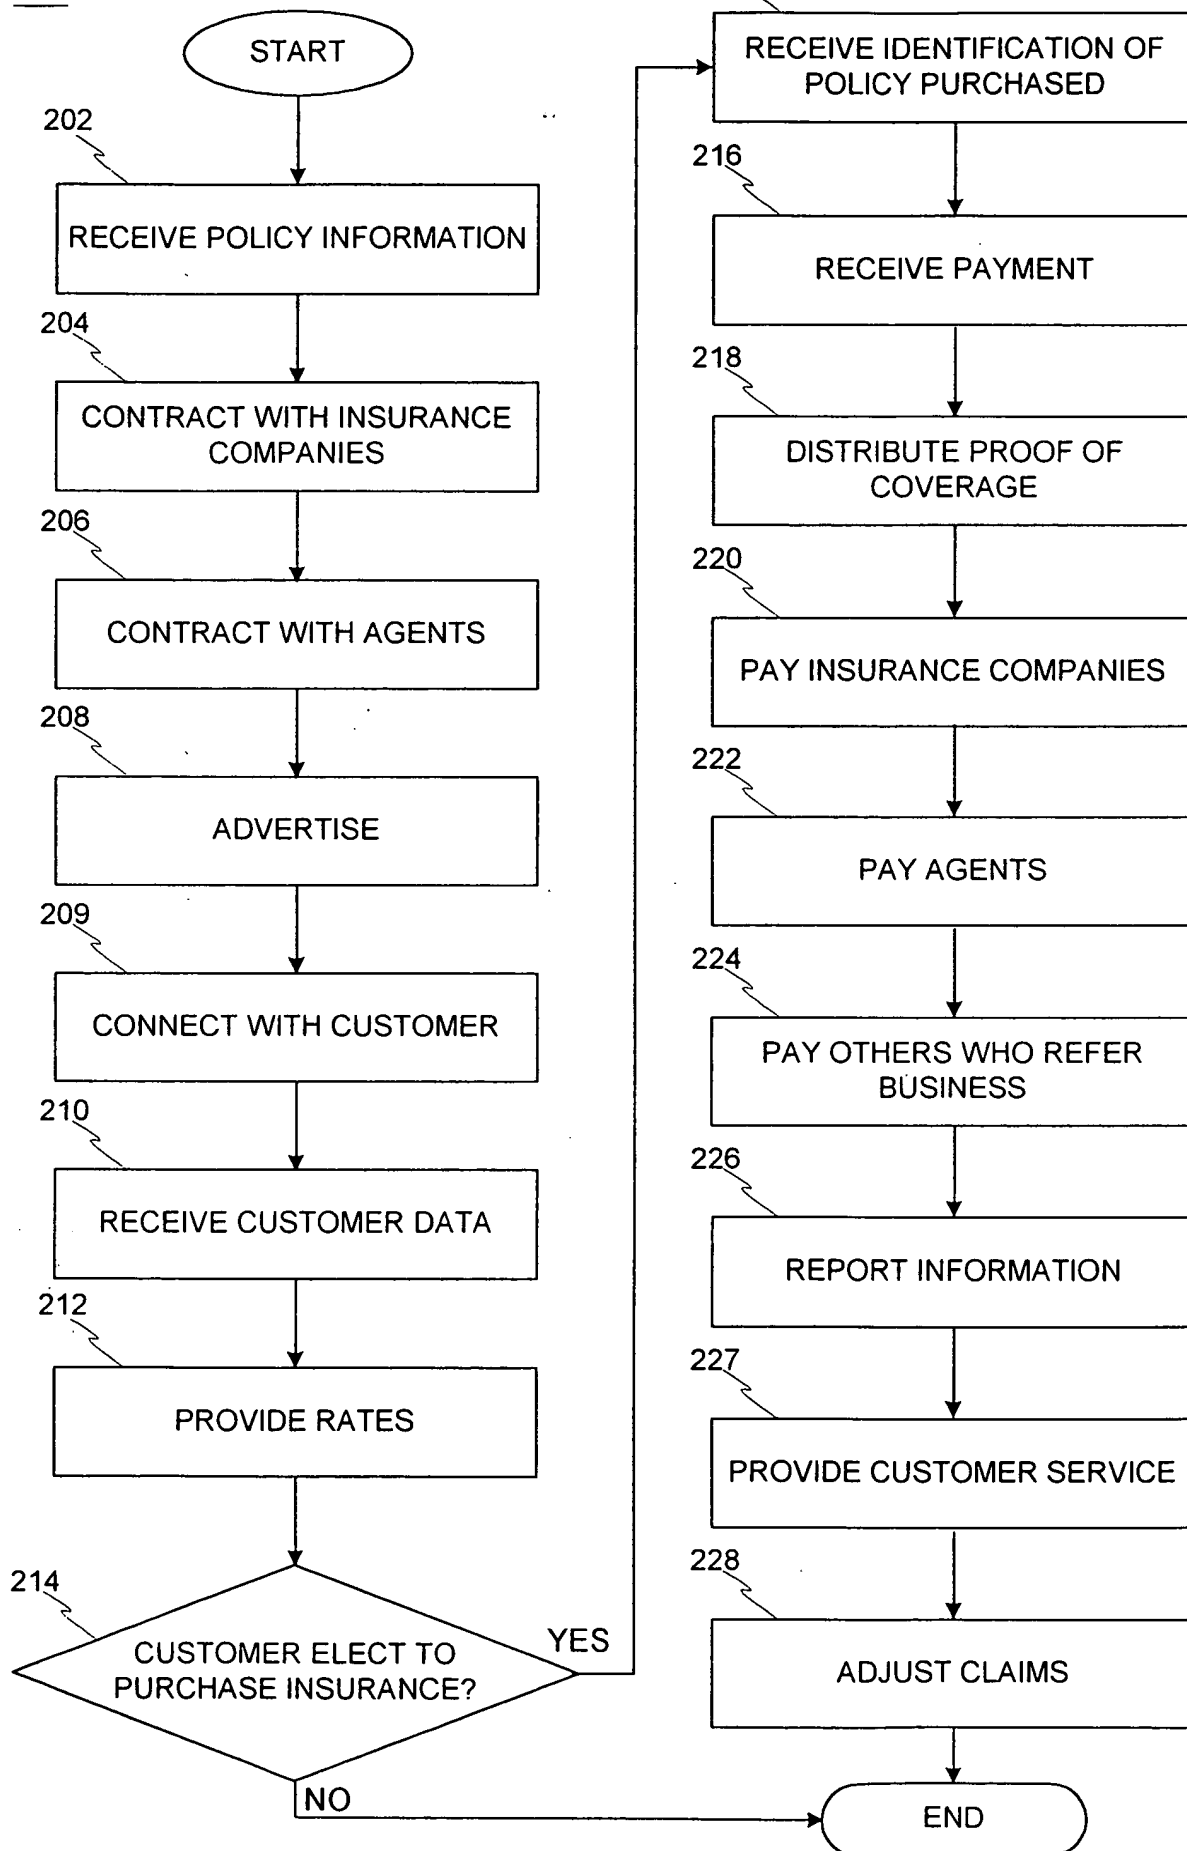 START
202
RECEIVE POLICY INFORMATION
204
CONTRACT WITH INSURANCE
COMPANIES
206
CONTRACT WITH AGENTS
208
ADVERTISE
209
CONNECT WITH CUSTOMER
210
RECEIVE CUSTOMER DATA
212
PROVIDE RATES
214
CUSTOMER ELECT TO
PURCHASE INSURANCE?
YES
NO
RECEIVE IDENTIFICATION OF
POLICY PURCHASED
216
RECEIVE PAYMENT
218
DISTRIBUTE PROOF OF
COVERAGE
220
PAY INSURANCE COMPANIES
222
PAY AGENTS
224
PAY OTHERS WHO REFER
BUSINESS
226
REPORT INFORMATION
227
PROVIDE CUSTOMER SERVICE
228
ADJUST CLAIMS
END